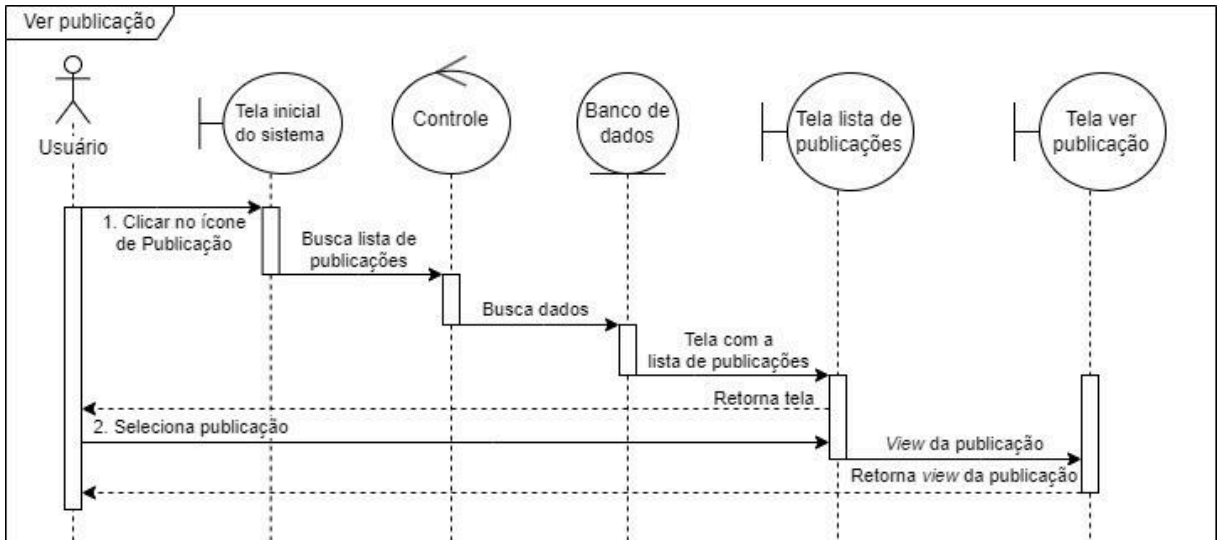 Ver publicação
Usuário
Tela inicial
do sistema
Controle
Banco de
dados
Tela lista de
publicações
Tela ver
publicação
1. Clicar no ícone
de Publicação
Busca lista de
publicações
Busca dados
Tela com a
lista de publicações
Retorna tela
2. Seleciona publicação
View da publicação
Retorna view da publicação